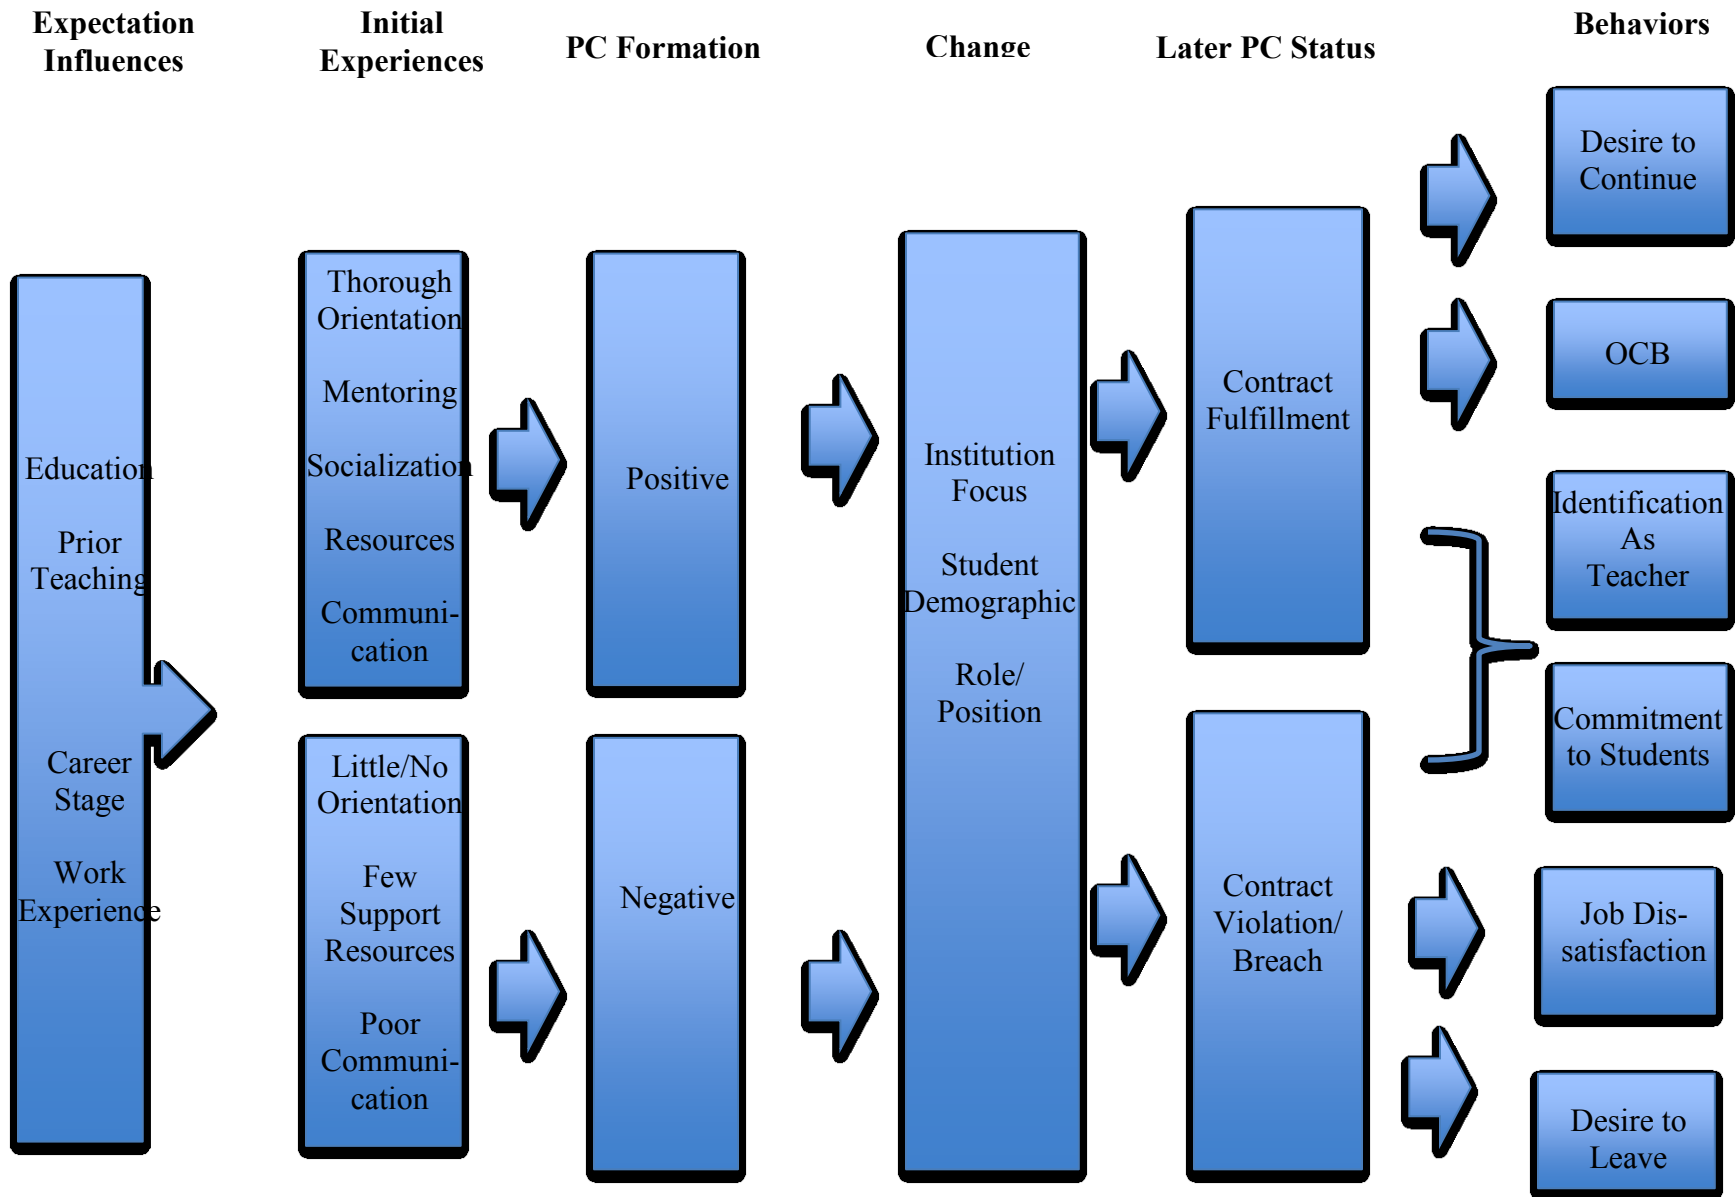 Expectation
Influences
Initial
Experiences
PC Formation
Change
Later PC Status
Behaviors
Education
Prior
Teaching
Career
Stage
Work
Experience
Thorough
Orientation
Mentoring
Socialization
Resources
Communi-
cation
Little/No
Orientation
Few
Support
Resources
Poor
Communi-
cation
Positive
Negative
Institution
Focus
Student
Demographic
Role/
Position
Contract
Fulfillment
Contract
Violation/
Breach
Desire to
Continue
OCB
Identification
As
Teacher
Commitment
to Students
Job Dis-
satisfaction
Desire to
Leave